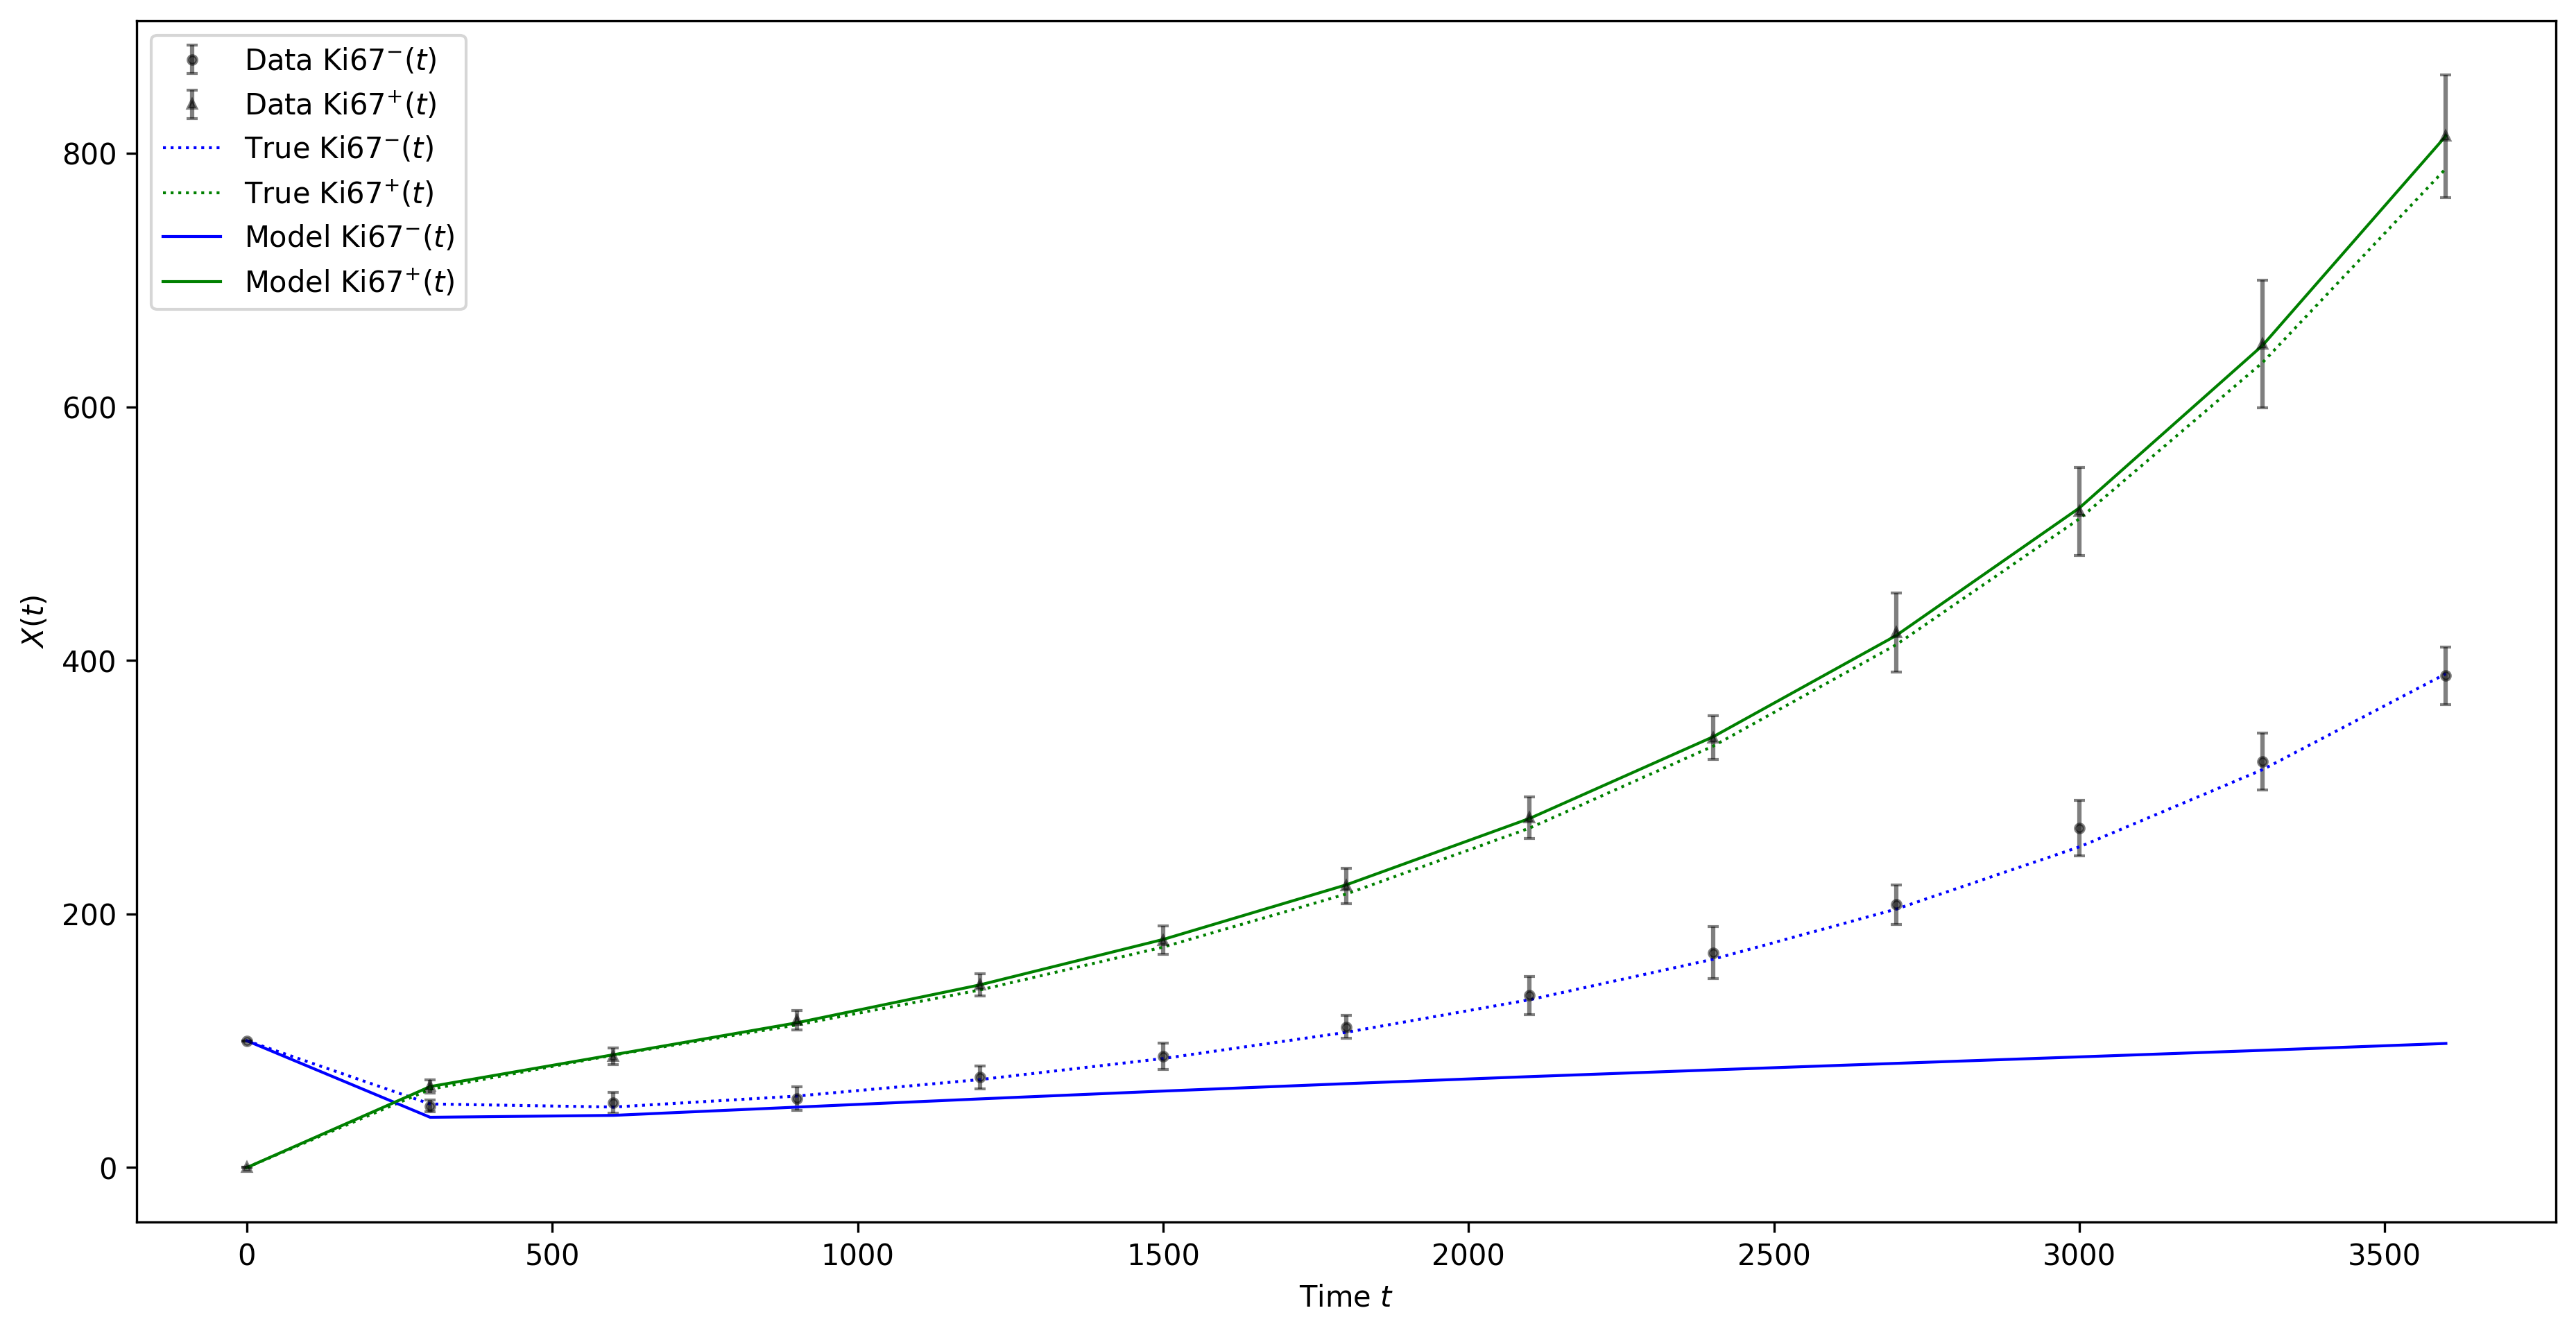 Data Ki67⁻(t)
Data Ki67⁺(t)
True Ki67⁻(t)
True Ki67⁺(t)
Model Ki67⁻(t)
Model Ki67⁺(t)
800
600
400
200
0
X(t)
0 500 1000 1500 2000 2500 3000 3500
Time t